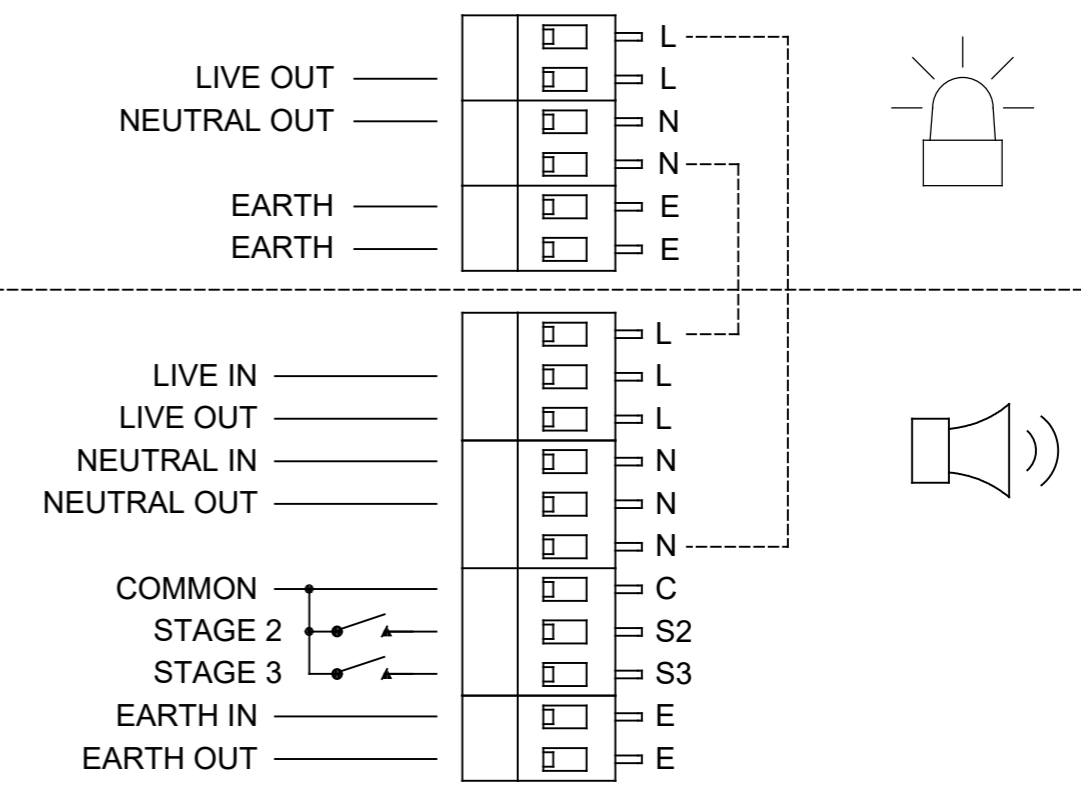 L
LIVE OUT L
NEUTRAL OUT N
N
EARTH E
EARTH E
L
LIVE IN L
LIVE OUT L
NEUTRAL IN N
NEUTRAL OUT N
N
COMMON C
STAGE 2 S2
STAGE 3 S3
EARTH IN E
EARTH OUT E